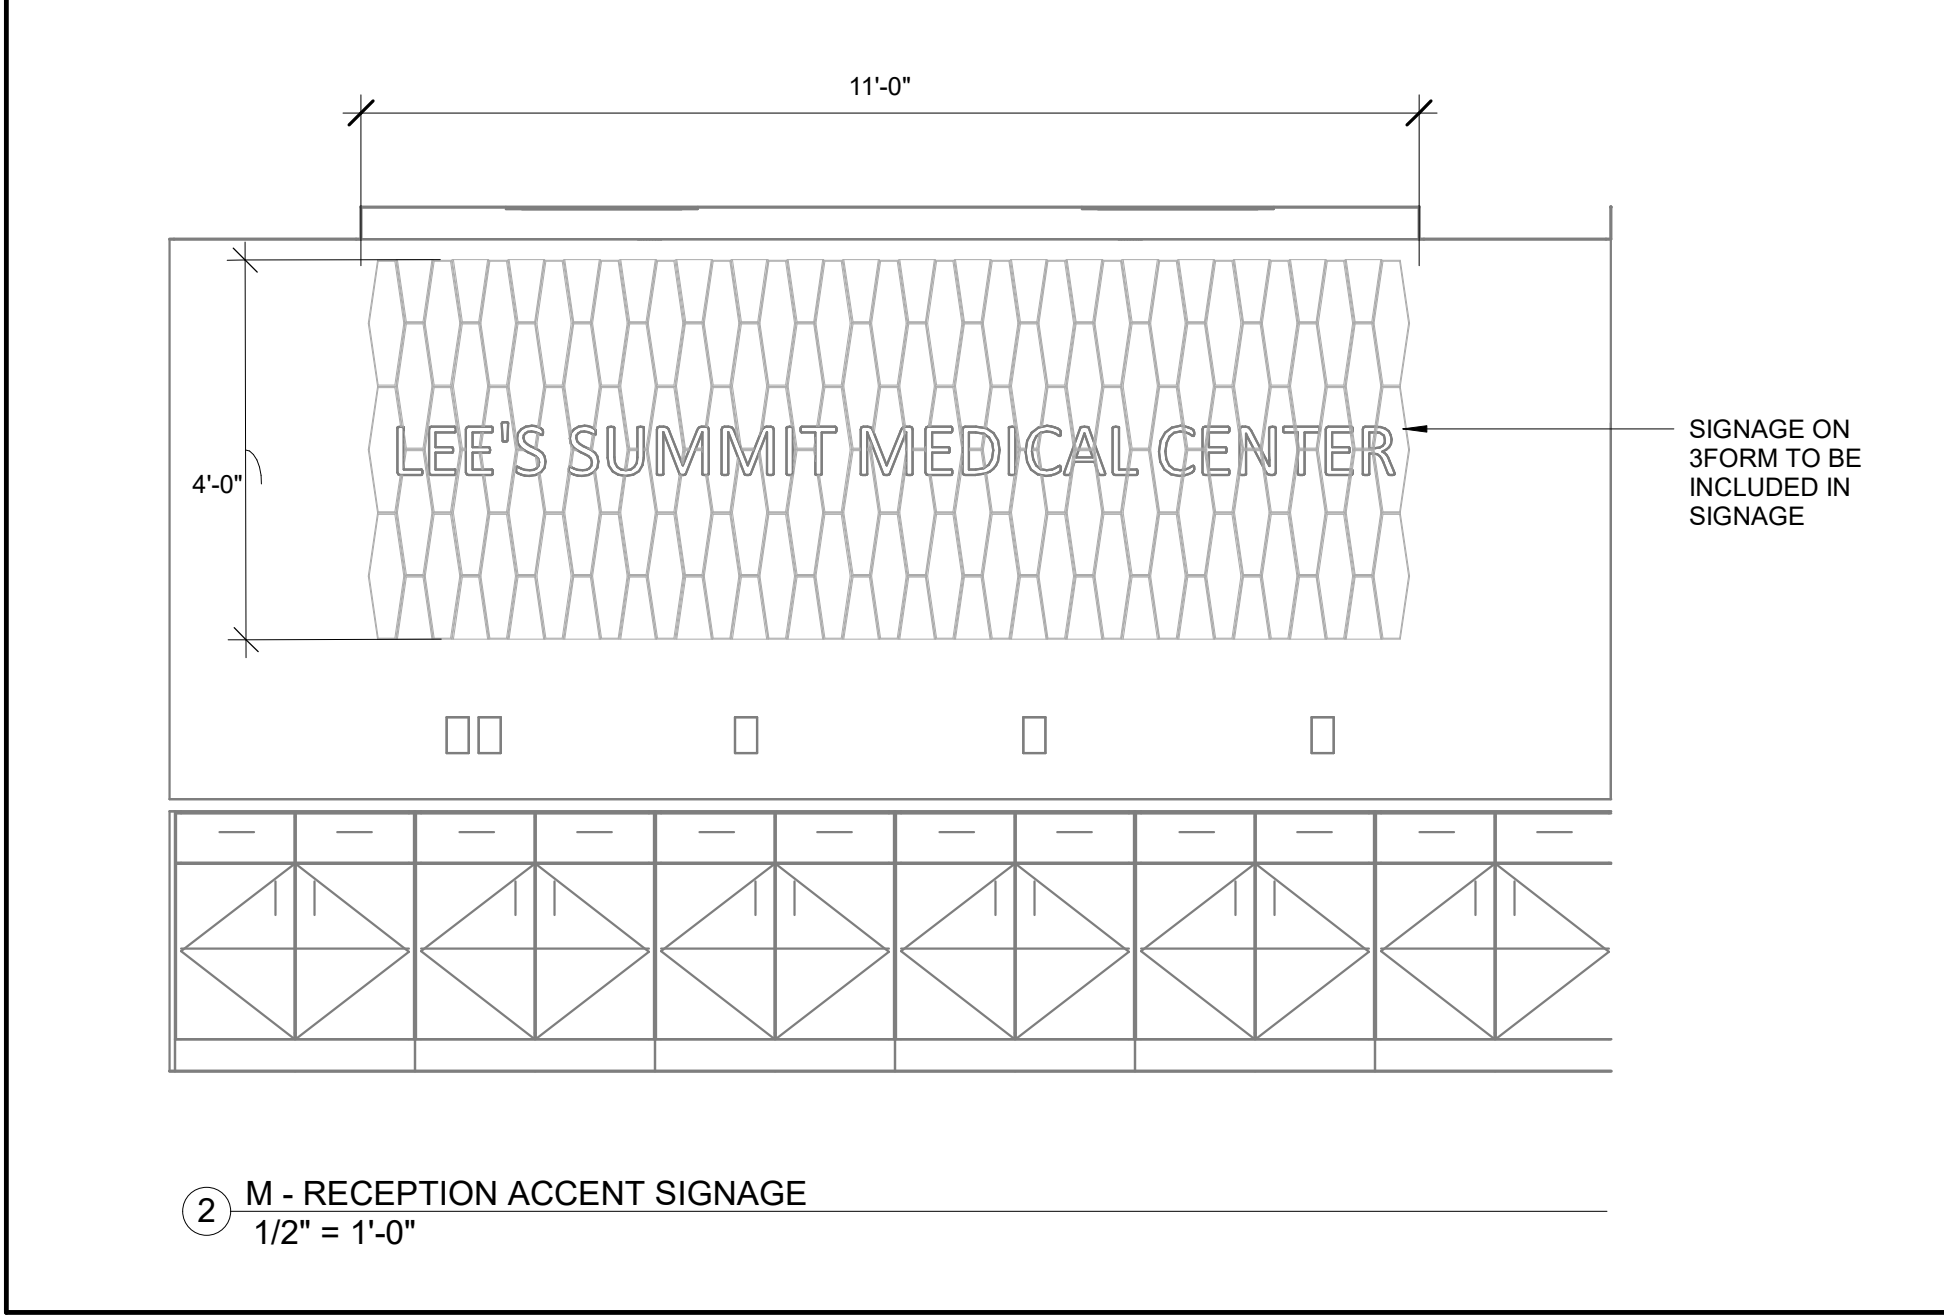 11'-0"
4'-0"
LEE'S SUMMIT MEDICAL CENTER
SIGNAGE ON
3FORM TO BE
INCLUDED IN
SIGNAGE
2
M - RECEPTION ACCENT SIGNAGE
1/2" = 1'-0"